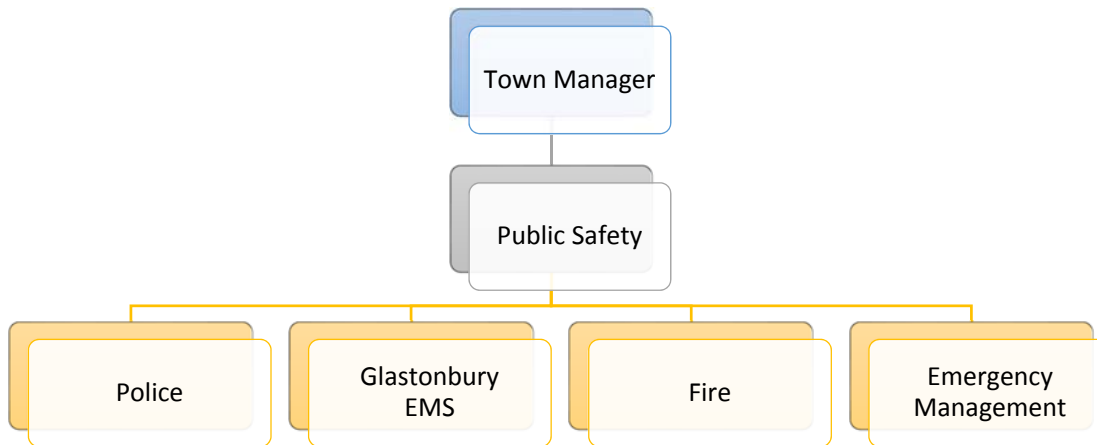 Town Manager
Public Safety
Police
Glastonbury
EMS
Fire
Emergency
Management